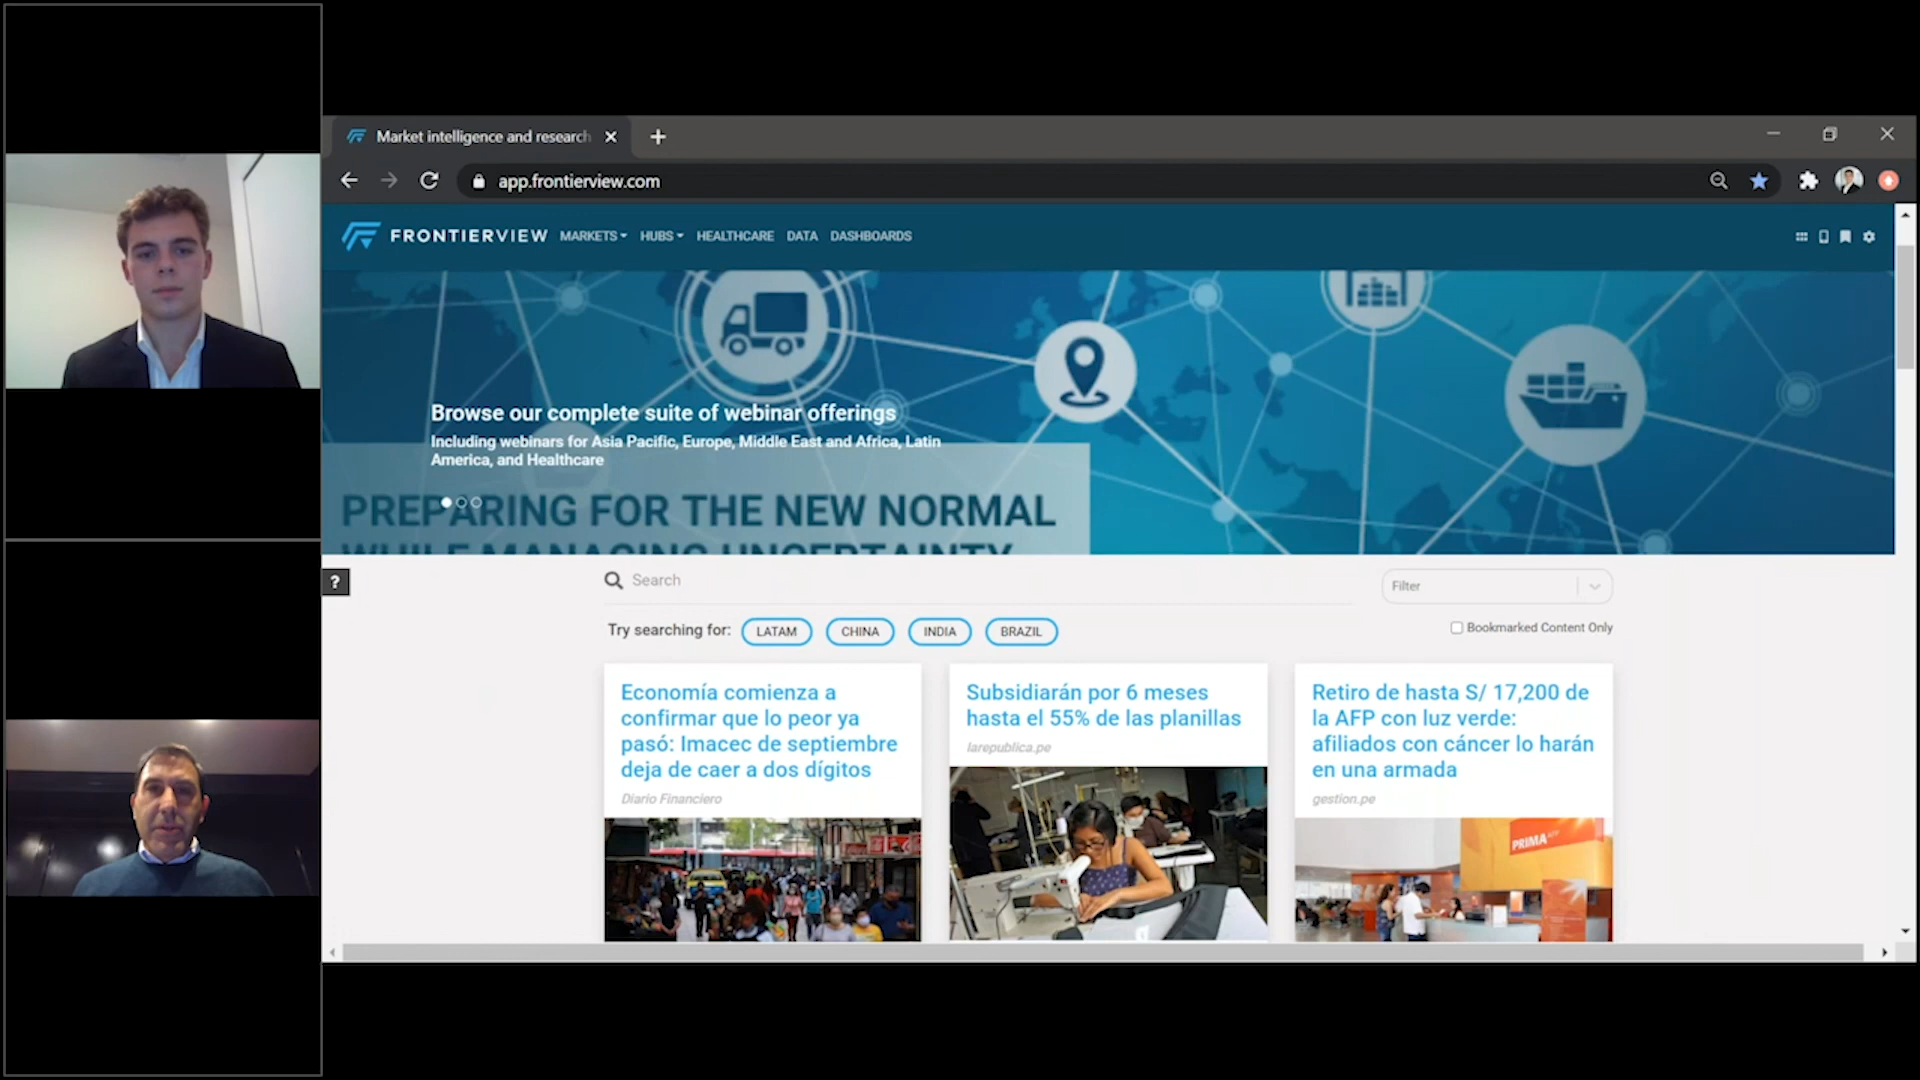 Market intelligence and research
app.frontierview.com
FRONTIERVIEW MARKETS HUBS HEALTHCARE DATA DASHBOARDS
Browse our complete suite of webinar offerings
Including webinars for Asia Pacific, Europe, Middle East and Africa, Latin
America, and Healthcare
PREPARING FOR THE NEW NORMAL
WHILE MANAGING UNCERTAINTY
?
Search
Filter
Try searching for: LATAM CHINA INDIA BRAZIL
Bookmarked Content Only
Economía comienza a
confirmar que lo peor ya
pasó: Imacec de septiembre
deja de caer a dos dígitos
Diario Financiero
Subsidiarán por 6 meses
hasta el 55% de las planillas
larepublica.pe
Retiro de hasta S/ 17,200 de
la AFP con luz verde:
afiliados con cáncer lo harán
en una armada
gestion.pe
PRIMA AFP